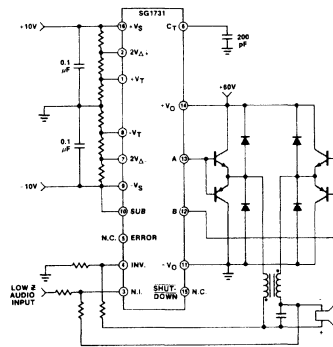 SG1731
+10V
16 +VS
CT 6
200 pF
2 2VΔ+
0.1 μF
1 +VT
+60V
+VO 14
0.1 μF
8 -VT
A 13
7 2VΔ-
-10V
9 -VS
10 SUB
B 12
N.C. 5 ERROR
4 INV.
-VO 11
LOW Z AUDIO INPUT
3 N.I.
SHUT-DOWN 15 N.C.
-
+